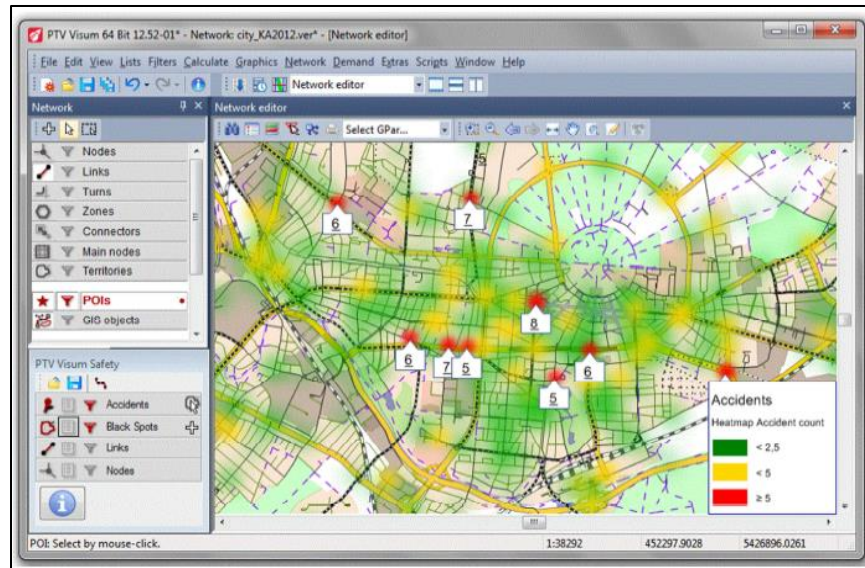 PTV Visum 64 Bit 12.52-01* - Network: city_KA2012.ver* - [Network editor]
File Edit View Lists Filters Calculate Graphics Network Demand Extras Scripts Window Help
Network editor
Network
Network editor
Select GPar...
Nodes
Links
Turns
Zones
Connectors
Main nodes
Territories
POIs
GIS objects
PTV Visum Safety
Accidents
Black Spots
Links
Nodes
6
7
8
6
7
5
6
5
Accidents
Heatmap Accident count
< 2,5
< 5
≥ 5
POI: Select by mouse-click.
1:38292
452297.9028
5426896.0261